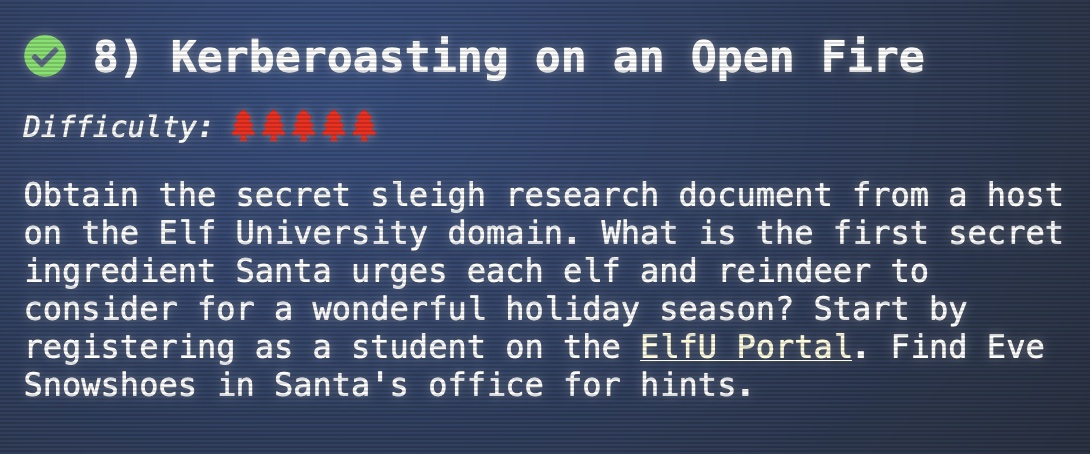 8) Kerberoasting on an Open Fire
Difficulty:
Obtain the secret sleigh research document from a host
on the Elf University domain. What is the first secret
ingredient Santa urges each elf and reindeer to
consider for a wonderful holiday season? Start by
registering as a student on the ElfU Portal. Find Eve
Snowshoes in Santa's office for hints.